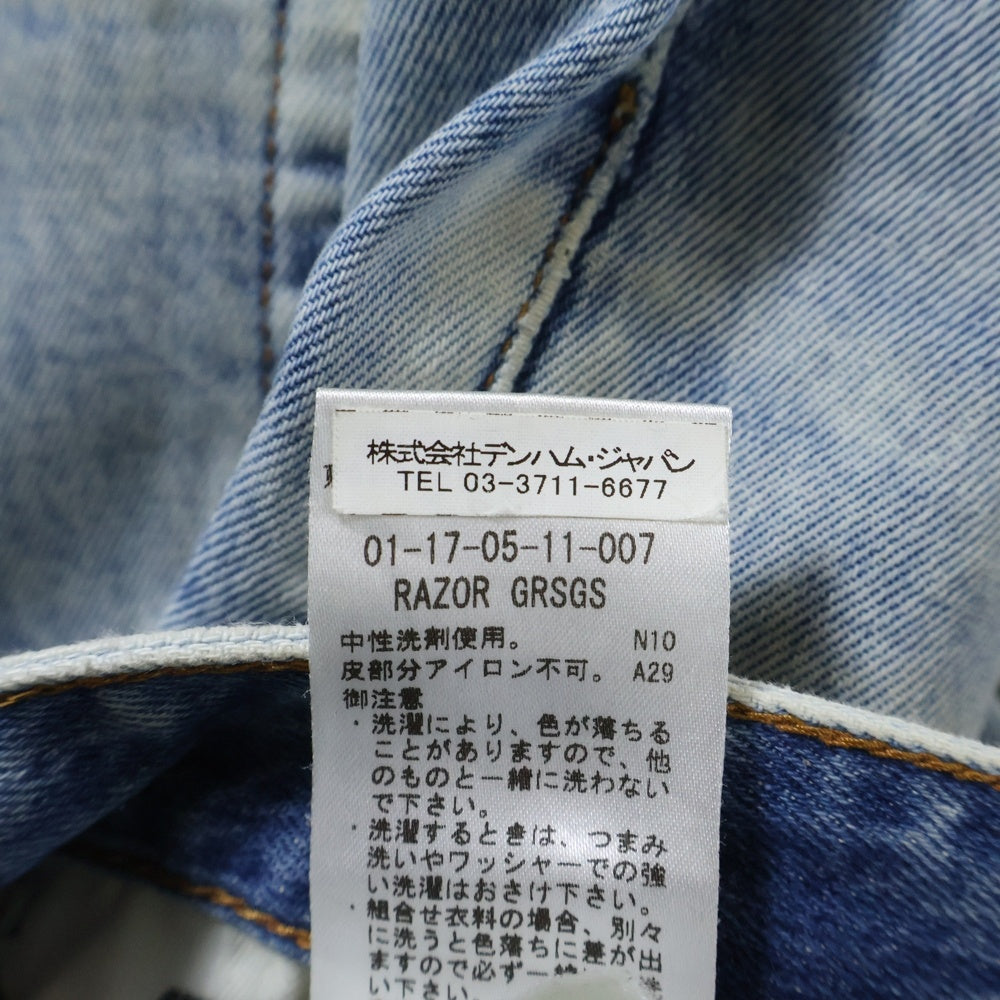 株式会社デンハム・ジャパン
TEL 03-3711-6677
01-17-05-11-007
RAZOR GRSGS
中性洗剤使用。 N10
皮部分アイロン不可。 A29
御注意
・洗濯により、色が落ちる
ことがありますので、他
のものと一緒に洗わない
で下さい。
・洗濯するときは、つまみ
洗いやワッシャーでの強
い洗濯はおさけ下さい。
・組合せ衣料の場合、別々
に洗うと色落ちに差が出
ますので必ず一緒に洗
い下さ